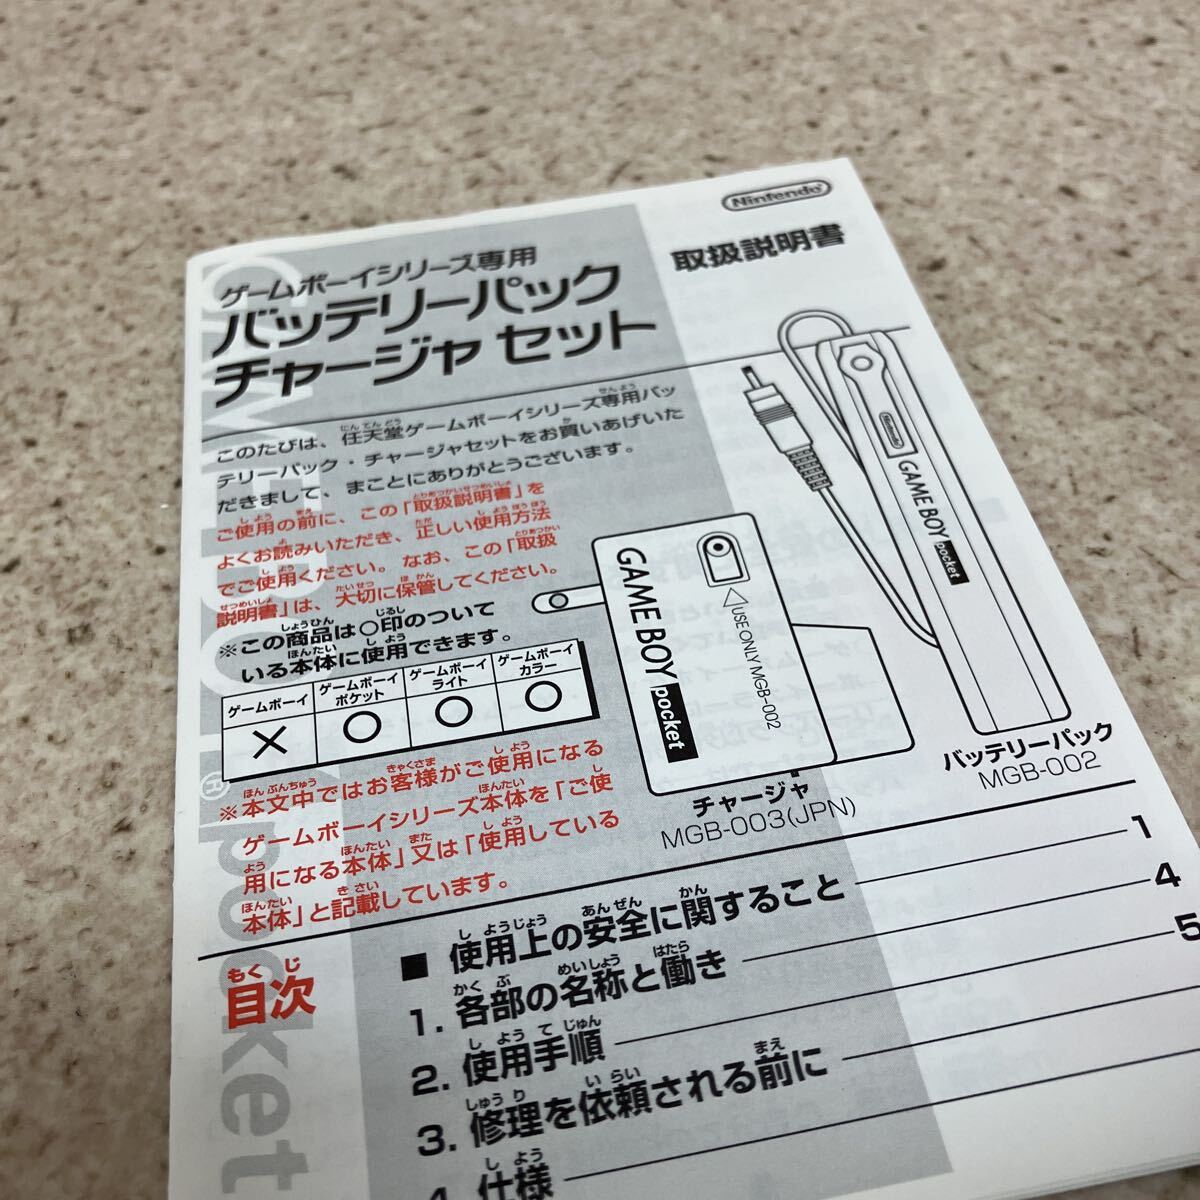 Nintendo
取扱説明書
ゲームボーイシリーズ専用
バッテリーパック
チャージャ セット
このたびは、任天堂ゲームボーイシリーズ専用バッ
テリーパック・チャージャセットをお買いあげいた
だきまして、まことにありがとうございます。
ご使用の前に、この「取扱説明書」を
よくお読みいただき、正しい使用方法
でご使用ください。なお、この「取扱
説明書」は、大切に保管してください。
※この商品は○印のついて
いる本体に使用できます。
ゲームボーイ ゲームボーイポケット ゲームボーイライト ゲームボーイカラー
× ○ ○ ○
※本文中ではお客様がご使用になる
ゲームボーイシリーズ本体を「ご使
用になる本体」又は「使用している
本体」と記載しています。
GAME BOY pocket
USE ONLY MGB-002
チャージャ
MGB-003(JPN)
Nintendo
GAME BOY pocket
バッテリーパック
MGB-002
目次
■ 使用上の安全に関すること 1
1. 各部の名称と働き 4
2. 使用手順 5
3. 修理を依頼される前に
4. 仕様
GAME BOY® pocket